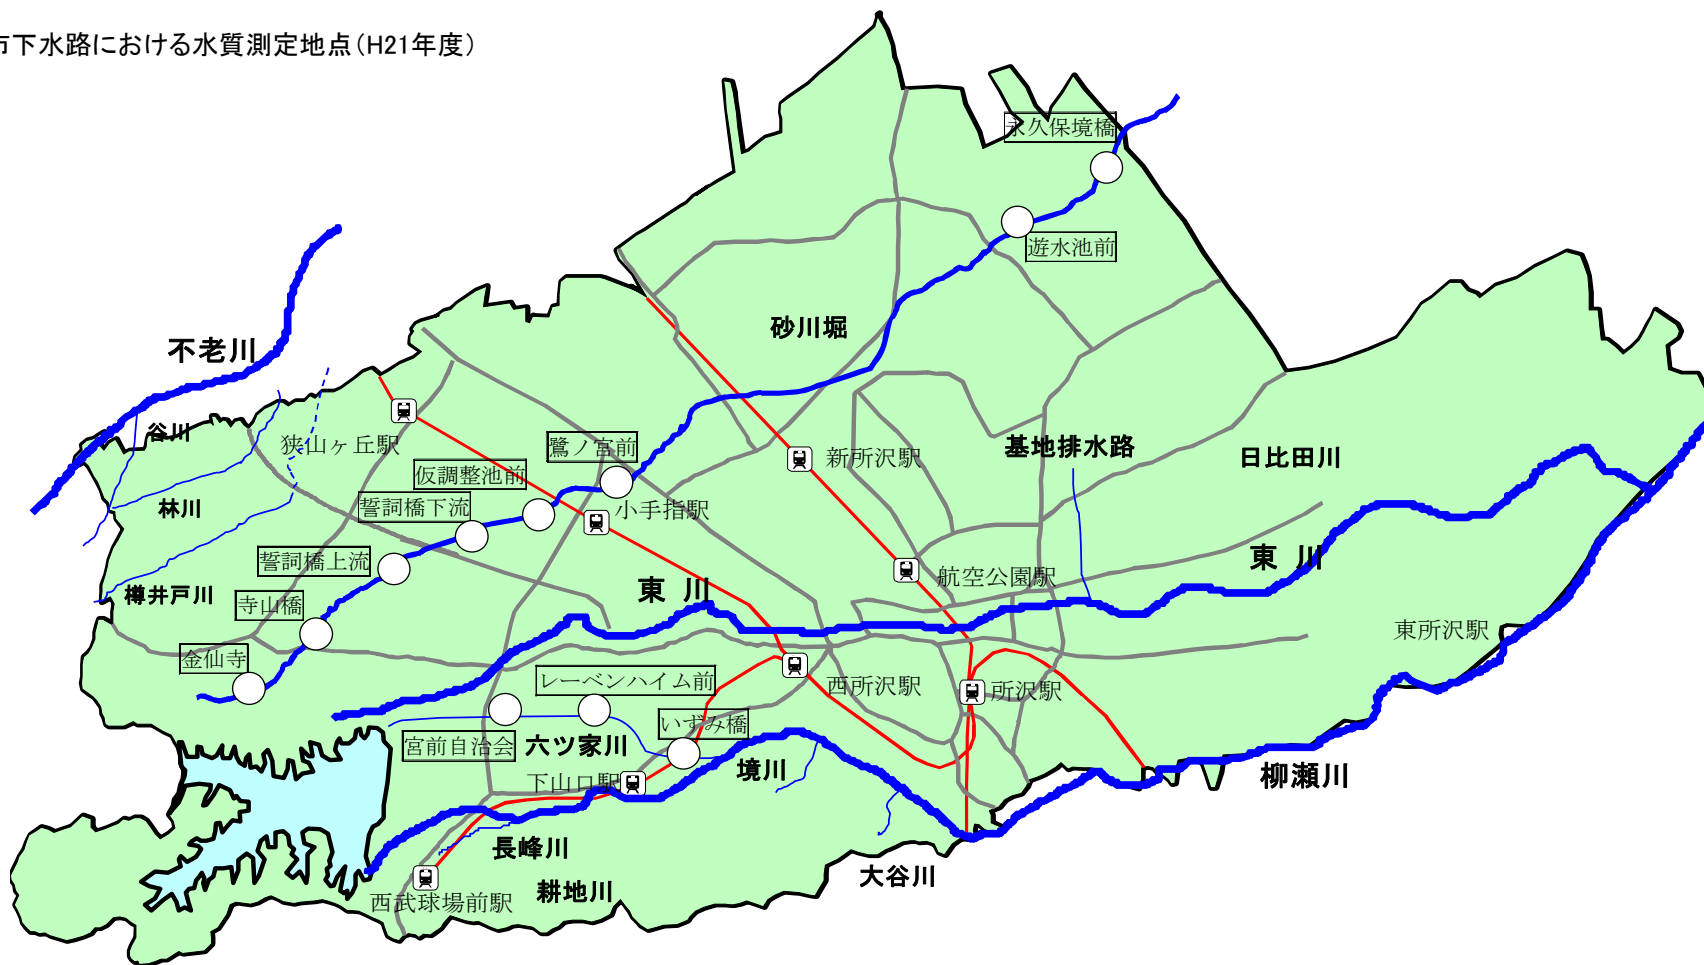 市下水路における水質測定地点（H21年度）
永久保境橋
遊水池前
砂川堀
不老川
谷川
狭山ヶ丘駅
鷺ノ宮前
新所沢駅
基地排水路
日比田川
仮調整池前
誓詞橋下流
小手指駅
林川
誓詞橋上流
東 川
航空公園駅
東 川
樽井戸川
寺山橋
東所沢駅
金仙寺
レーベンハイム前
西所沢駅
所沢駅
いずみ橋
宮前自治会
六ツ家川
下山口駅
境川
柳瀬川
長峰川
大谷川
西武球場前駅
耕地川